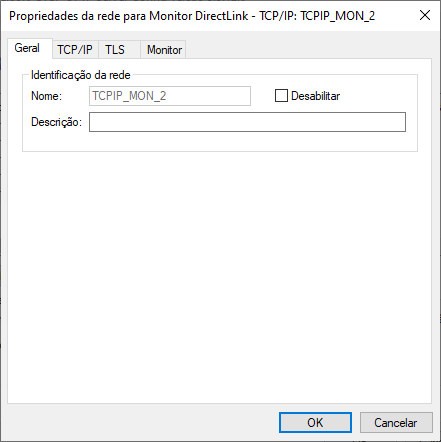 Propriedades da rede para Monitor DirectLink - TCP/IP: TCPIP_MON_2
Geral TCP/IP TLS Monitor
Identificação da rede
Nome: TCPIP_MON_2 Desabilitar
Descrição:
OK Cancelar